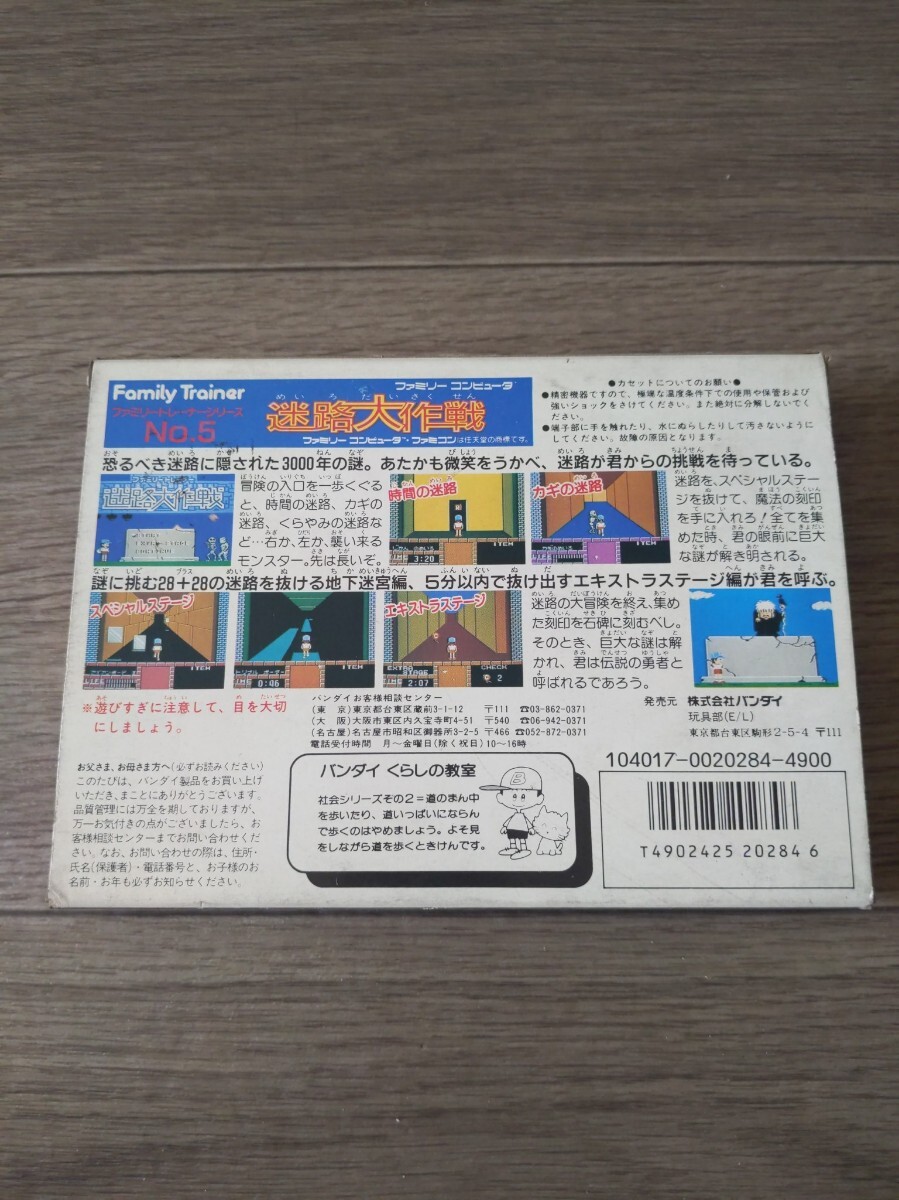 Family Trainer
ファミリートレーナーシリーズ
No.5
ファミリー コンピュータ
めいろだいさくせん
迷路大作戦
ファミリー コンピュータ・ファミコンは任天堂の商標です。
●カセットについてのお願い●
●精密機器ですので、極端な温度条件下での使用や保管および
強いショックをさけてください。また絶対に分解しないでく
ださい。
●端子部に手を触れたり、水にぬらしたりして汚さないように
してください。故障の原因となります。
恐るべき迷路に隠された3000年の謎。あたかも微笑をうかべ、迷路が君からの挑戦を待っている。
迷路大作戦
冒険の入口を一歩くぐる
と、時間の迷路、カギの
迷路、くらやみの迷路な
ど…右か、左か、襲い来る
モンスター。先は長いぞ。
時間の迷路
3:20
カギの迷路
ITEM
迷路を、スペシャルステー
ジを抜けて、魔法の刻印
を手に入れろ!全てを集
めた時、君の眼前に巨大
な謎が解き明される。
謎に挑む28+28の迷路を抜ける地下迷宮編、5分以内で抜け出すエキストラステージ編が君を呼ぶ。
スペシャルステージ
ITEM
0:06
ITEM
エキストラステージ
EXTRA
STAGE
2:07
CHECK
2
迷路の大冒険を終え、集め
た刻印を石碑に刻むべし。
そのとき、巨大な謎は解
かれ、君は伝説の勇者と
呼ばれるであろう。
※遊びすぎに注意して、目を大切
にしましょう。
バンダイお客様相談センター
(東 京)東京都台東区蔵前3-1-12 〒111 ☎03-862-0371
(大 阪)大阪市東区内久宝寺町4-51 〒540 ☎06-942-0371
(名古屋)名古屋市昭和区御器所3-2-5 〒466 ☎052-872-0371
電話受付時間 月〜金曜日(除く祝日)10〜16時
発売元 株式会社バンダイ
玩具部(E/L)
東京都台東区駒形2-5-4 〒111
お父さま、お母さま方へ(必ずお読みください)
このたびは、バンダイ製品をお買い上げ
いただき、まことにありがとうございます。
品質管理には万全を期しておりますが、
万一お気付きの点がございましたら、お
客様相談センターまでお問い合わせくだ
さい。なお、お問い合わせの際は、住所・
氏名(保護者)・電話番号と、お子様のお
名前・お年も必ずお知らせください。
バンダイ くらしの教室
社会シリーズその2=道のまん中
を歩いたり、道いっぱいにならん
で歩くのはやめましょう。よそ見
をしながら道を歩くときけんです。
B
104017-0020284-4900
T4902425 20284 6